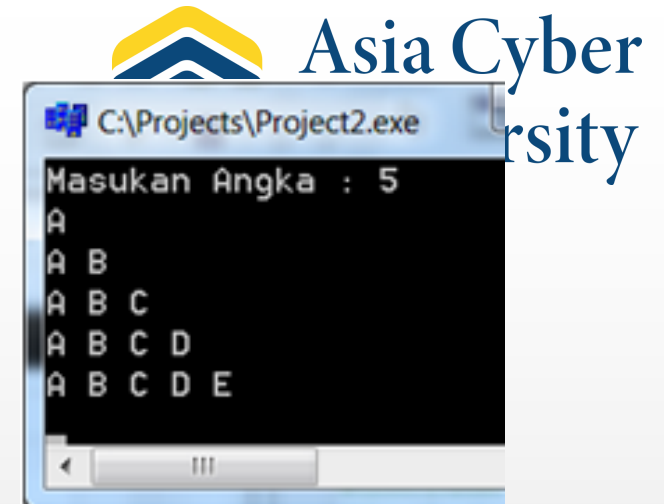 Asia Cyber
rsity
C:\Projects\Project2.exe
Masukan Angka : 5
A
A B
A B C
A B C D
A B C D E